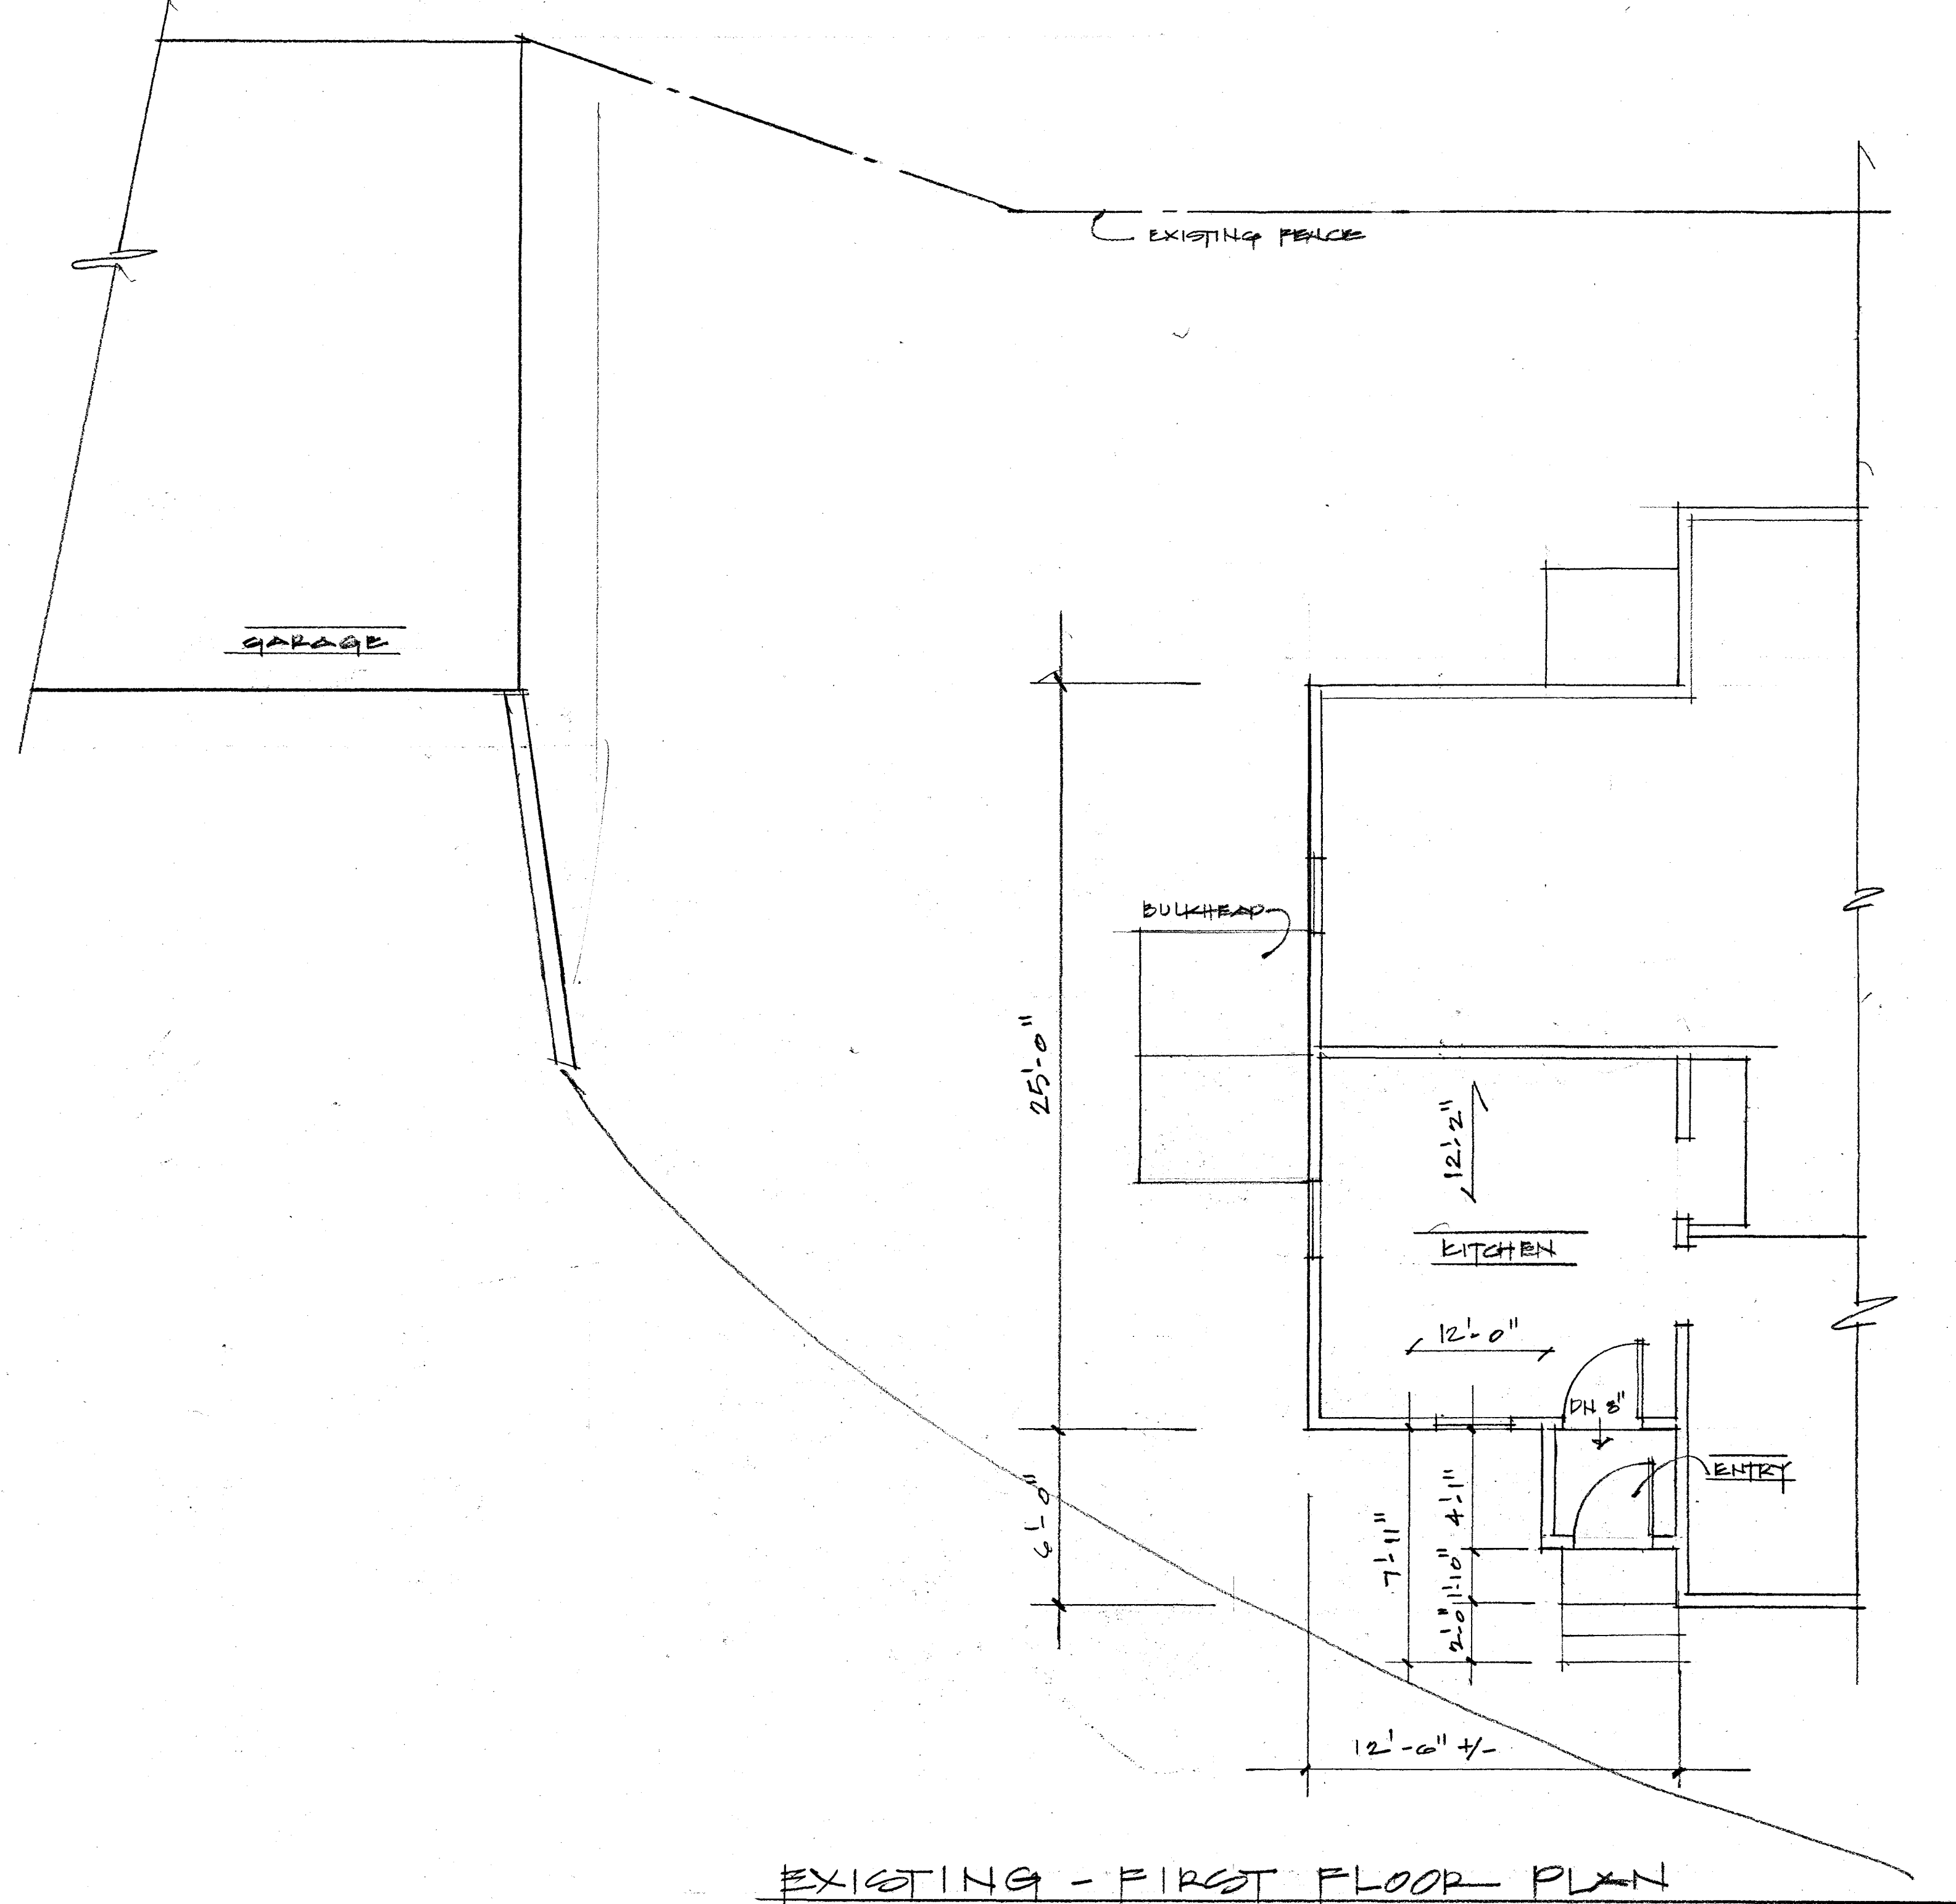 EXISTING FENCE
GARAGE
BULKHEAD
25'-0"
12'-2"
KITCHEN
12'-0"
DN 8"
ENTRY
6'-0"
7'-11"
4'-1"
1'-10"
2'-0"
12'-6" +/-
EXISTING - FIRST FLOOR PLAN